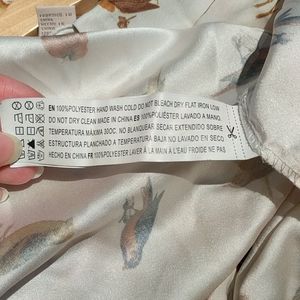 EN 100%POLYESTER HAND WASH COLD DO NOT BLEACH DRY FLAT IRON LOW
DO NOT DRY CLEAN MADE IN CHINA ES 100%POLIÉSTER LAVADO A MANO
TEMPERATURA MÁXIMA 30ОC. NO BLANQUEAR SECAR EXTENDIDO SOBRE
ESTRUCTURA PLANCHADO A TEMPERATURA BAJA NO LAVADO EN SECO
HECHO EN CHINA FR 100%POLYESTER LAVER À LA MAIN À L'EAU FROIDE NE PAS